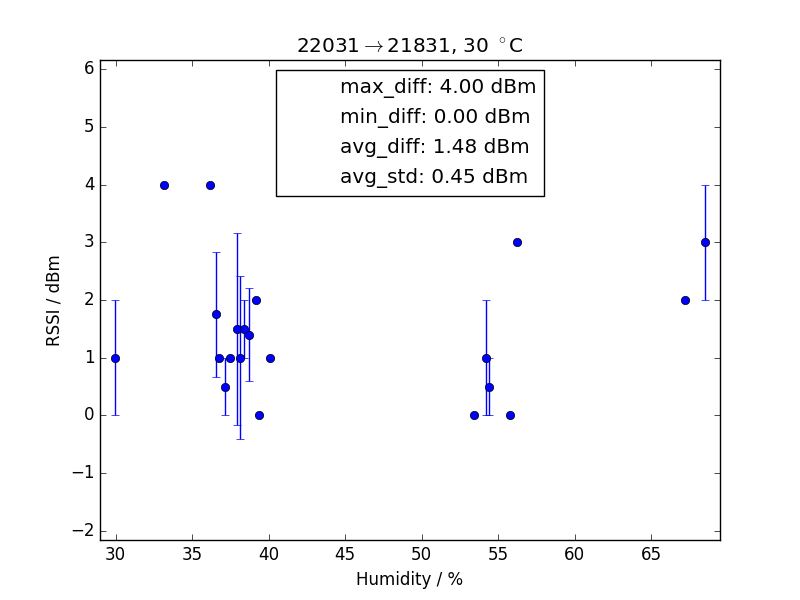 22031→21831, 30 °C
max_diff: 4.00 dBm
min_diff: 0.00 dBm
avg_diff: 1.48 dBm
avg_std: 0.45 dBm
6
5
4
3
2
1
0
−1
−2
RSSI / dBm
30 35 40 45 50 55 60 65
Humidity / %